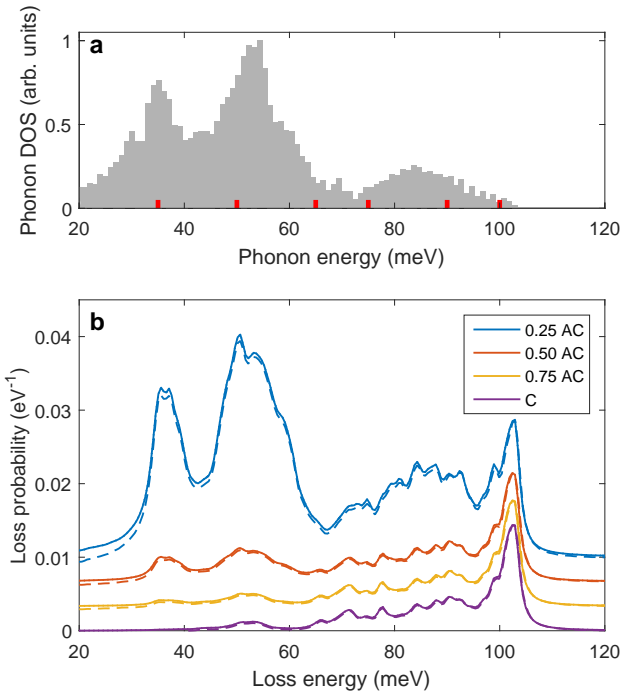 a
Phonon DOS (arb. units)
1
0.5
0
20 40 60 80 100 120
Phonon energy (meV)
b
0.25 AC
0.50 AC
0.75 AC
C
Loss probability (eV⁻¹)
0.04
0.03
0.02
0.01
0
20 40 60 80 100 120
Loss energy (meV)